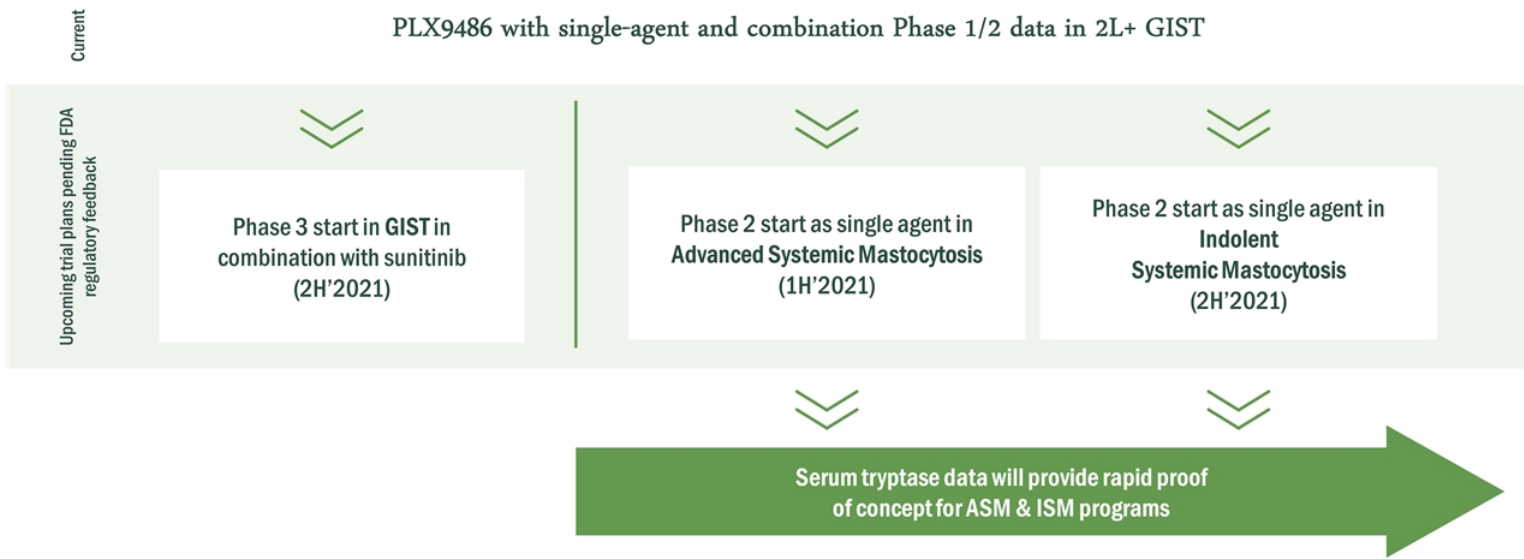 Current
PLX9486 with single-agent and combination Phase 1/2 data in 2L+ GIST
Upcoming trial plans pending FDA
regulatory feedback
Phase 3 start in GIST in
combination with sunitinib
(2H’2021)
Phase 2 start as single agent in
Advanced Systemic Mastocytosis
(1H’2021)
Phase 2 start as single agent in
Indolent
Systemic Mastocytosis
(2H’2021)
Serum tryptase data will provide rapid proof
of concept for ASM & ISM programs